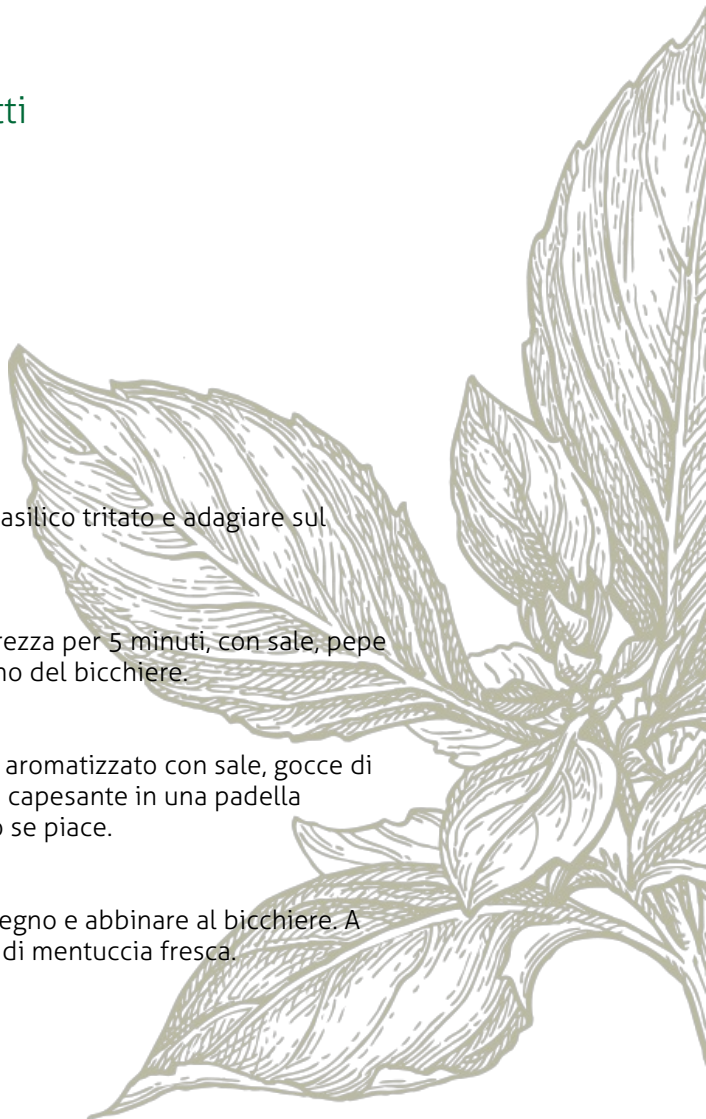 tti
asilico tritato e adagiare sul
rezza per 5 minuti, con sale, pepe
no del bicchiere.
aromatizzato con sale, gocce di
capesante in una padella
o se piace.
egno e abbinare al bicchiere. A
di mentuccia fresca.